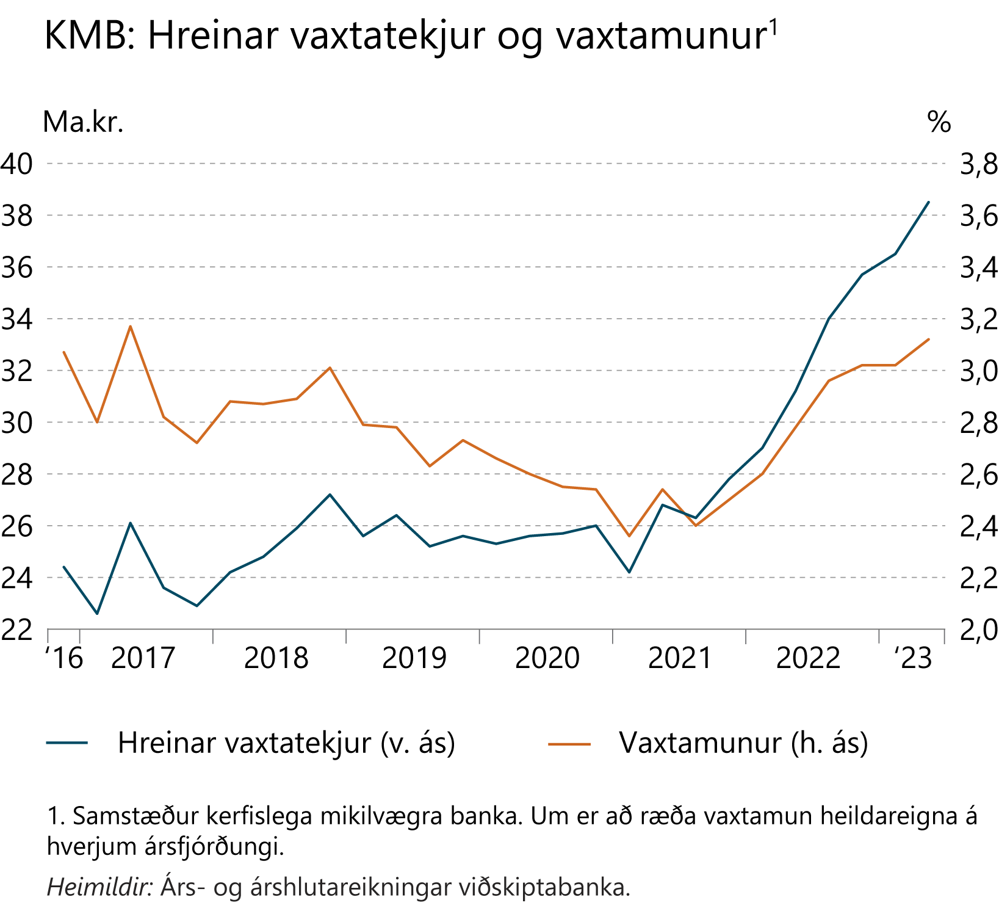 KMB: Hreinar vaxtatekjur og vaxtamunur¹
Ma.kr. %
40 3,8
38 3,6
36 3,4
34 3,2
32 3,0
30 2,8
28 2,6
26 2,4
24 2,2
22 2,0
‘16 2017 2018 2019 2020 2021 2022 ‘23
Hreinar vaxtatekjur (v. ás) Vaxtamunur (h. ás)
1. Samstæður kerfislega mikilvægra banka. Um er að ræða vaxtamun heildareigna á
hverjum ársfjórðungi.
Heimildir: Árs- og árshlutareikningar viðskiptabanka.